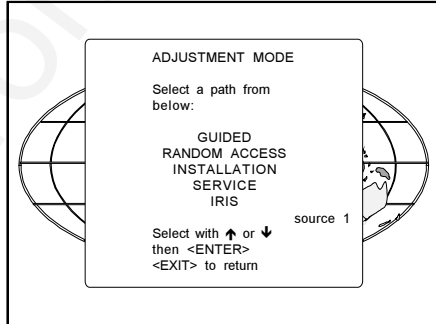 ADJUSTMENT MODE
Select a path from
below:
GUIDED
RANDOM ACCESS
INSTALLATION
SERVICE
IRIS
source 1
Select with ↑ or ↓
then <ENTER>
<EXIT> to return